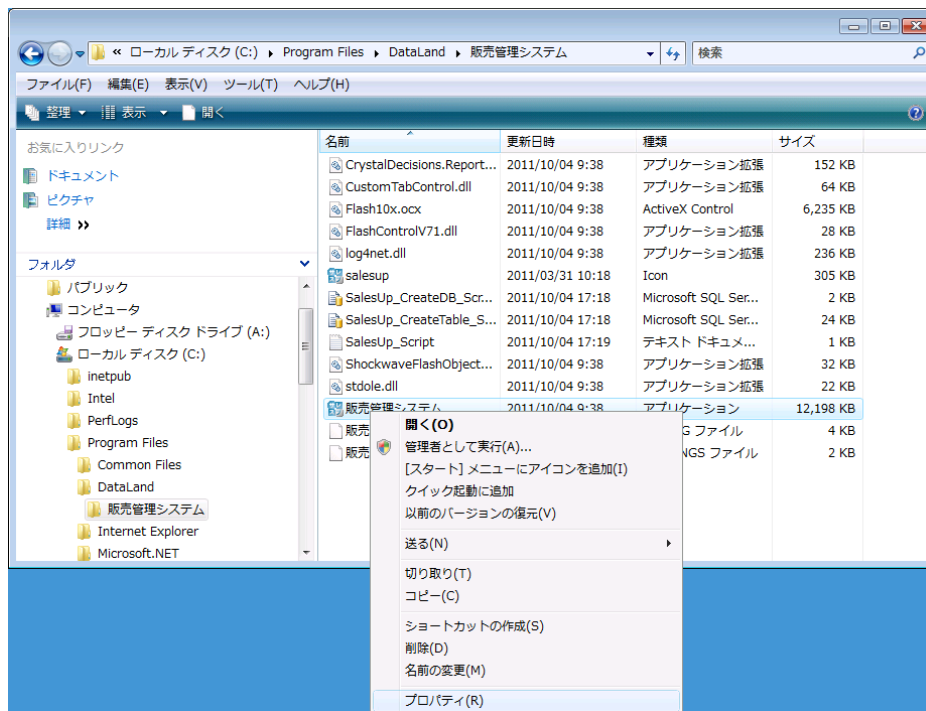 « ローカル ディスク (C:) ▸ Program Files ▸ DataLand ▸ 販売管理システム
検索
ファイル(F) 編集(E) 表示(V) ツール(T) ヘルプ(H)
整理 表示 開く
お気に入りリンク
ドキュメント
ピクチャ
詳細 >>
フォルダ
パブリック
コンピュータ
フロッピー ディスク ドライブ (A:)
ローカル ディスク (C:)
inetpub
Intel
PerfLogs
Program Files
Common Files
DataLand
販売管理システム
Internet Explorer
Microsoft.NET
名前 更新日時 種類 サイズ
CrystalDecisions.Report... 2011/10/04 9:38 アプリケーション拡張 152 KB
CustomTabControl.dll 2011/10/04 9:38 アプリケーション拡張 64 KB
Flash10x.ocx 2011/10/04 9:38 ActiveX Control 6,235 KB
FlashControlV71.dll 2011/10/04 9:38 アプリケーション拡張 28 KB
log4net.dll 2011/10/04 9:38 アプリケーション拡張 236 KB
salesup 2011/03/31 10:18 Icon 305 KB
SalesUp_CreateDB_Scr... 2011/10/04 17:18 Microsoft SQL Ser... 2 KB
SalesUp_CreateTable_S... 2011/10/04 17:18 Microsoft SQL Ser... 24 KB
SalesUp_Script 2011/10/04 17:19 テキスト ドキュメ... 1 KB
ShockwaveFlashObject... 2011/10/04 9:38 アプリケーション拡張 32 KB
stdole.dll 2011/10/04 9:38 アプリケーション拡張 22 KB
販売管理システム 2011/10/04 9:38 アプリケーション 12,198 KB
販売 G ファイル 4 KB
販売 NGS ファイル 2 KB
開く(O)
管理者として実行(A)...
[スタート] メニューにアイコンを追加(I)
クイック起動に追加
以前のバージョンの復元(V)
送る(N)
切り取り(T)
コピー(C)
ショートカットの作成(S)
削除(D)
名前の変更(M)
プロパティ(R)